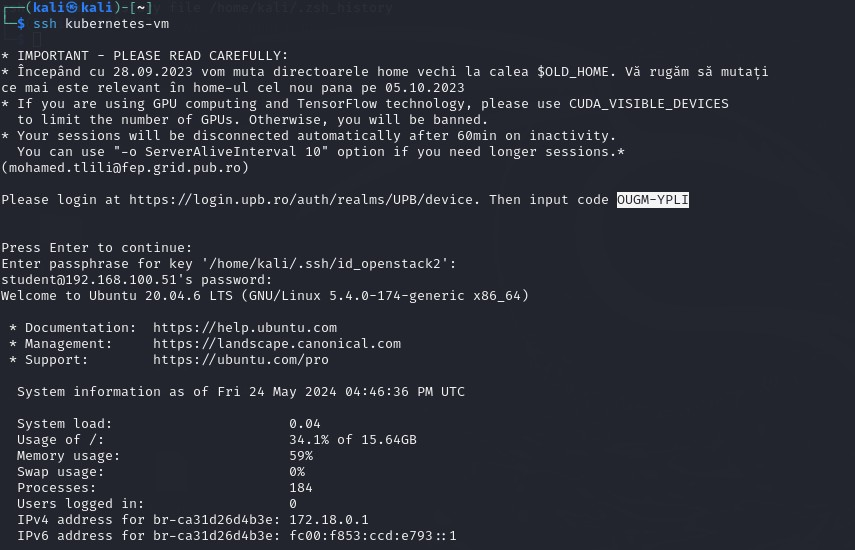 ┌──(kali㉿kali)-[~]
└─$ ssh kubernetes-vm
* IMPORTANT - PLEASE READ CAREFULLY:
* Începând cu 28.09.2023 vom muta directoarele home vechi la calea $OLD_HOME. Vă rugăm să mutați
ce mai este relevant în home-ul cel nou pana pe 05.10.2023
* If you are using GPU computing and TensorFlow technology, please use CUDA_VISIBLE_DEVICES
  to limit the number of GPUs. Otherwise, you will be banned.
* Your sessions will be disconnected automatically after 60min on inactivity.
  You can use "-o ServerAliveInterval 10" option if you need longer sessions.*
(mohamed.tlili@fep.grid.pub.ro)
Please login at https://login.upb.ro/auth/realms/UPB/device. Then input code OUGM-YPLI
Press Enter to continue:
Enter passphrase for key '/home/kali/.ssh/id_openstack2':
student@192.168.100.51's password:
Welcome to Ubuntu 20.04.6 LTS (GNU/Linux 5.4.0-174-generic x86_64)
 * Documentation:  https://help.ubuntu.com
 * Management:     https://landscape.canonical.com
 * Support:        https://ubuntu.com/pro
  System information as of Fri 24 May 2024 04:46:36 PM UTC
  System load:                      0.04
  Usage of /:                       34.1% of 15.64GB
  Memory usage:                     59%
  Swap usage:                       0%
  Processes:                        184
  Users logged in:                  0
  IPv4 address for br-ca31d26d4b3e: 172.18.0.1
  IPv6 address for br-ca31d26d4b3e: fc00:f853:ccd:e793::1